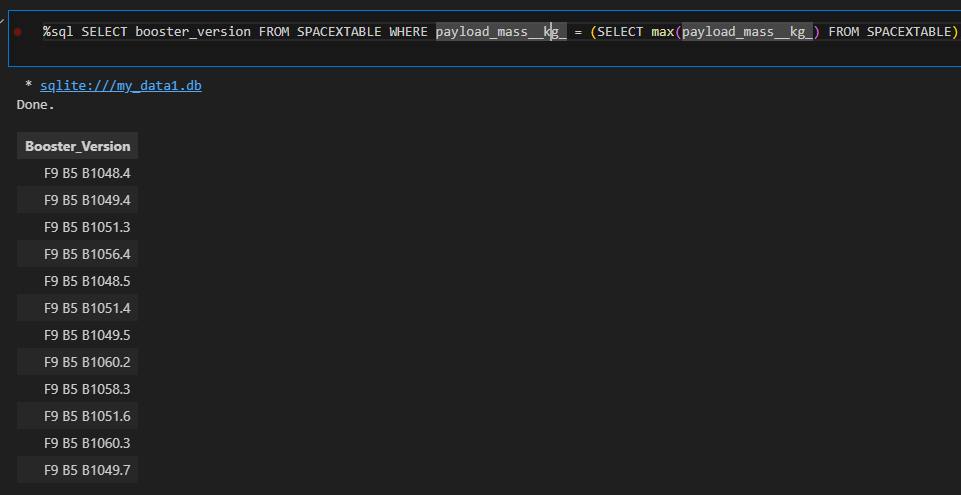 %sql SELECT booster_version FROM SPACEXTABLE WHERE payload_mass__kg_ = (SELECT max(payload_mass__kg_) FROM SPACEXTABLE)
* sqlite:///my_data1.db
Done.
Booster_Version
F9 B5 B1048.4
F9 B5 B1049.4
F9 B5 B1051.3
F9 B5 B1056.4
F9 B5 B1048.5
F9 B5 B1051.4
F9 B5 B1049.5
F9 B5 B1060.2
F9 B5 B1058.3
F9 B5 B1051.6
F9 B5 B1060.3
F9 B5 B1049.7